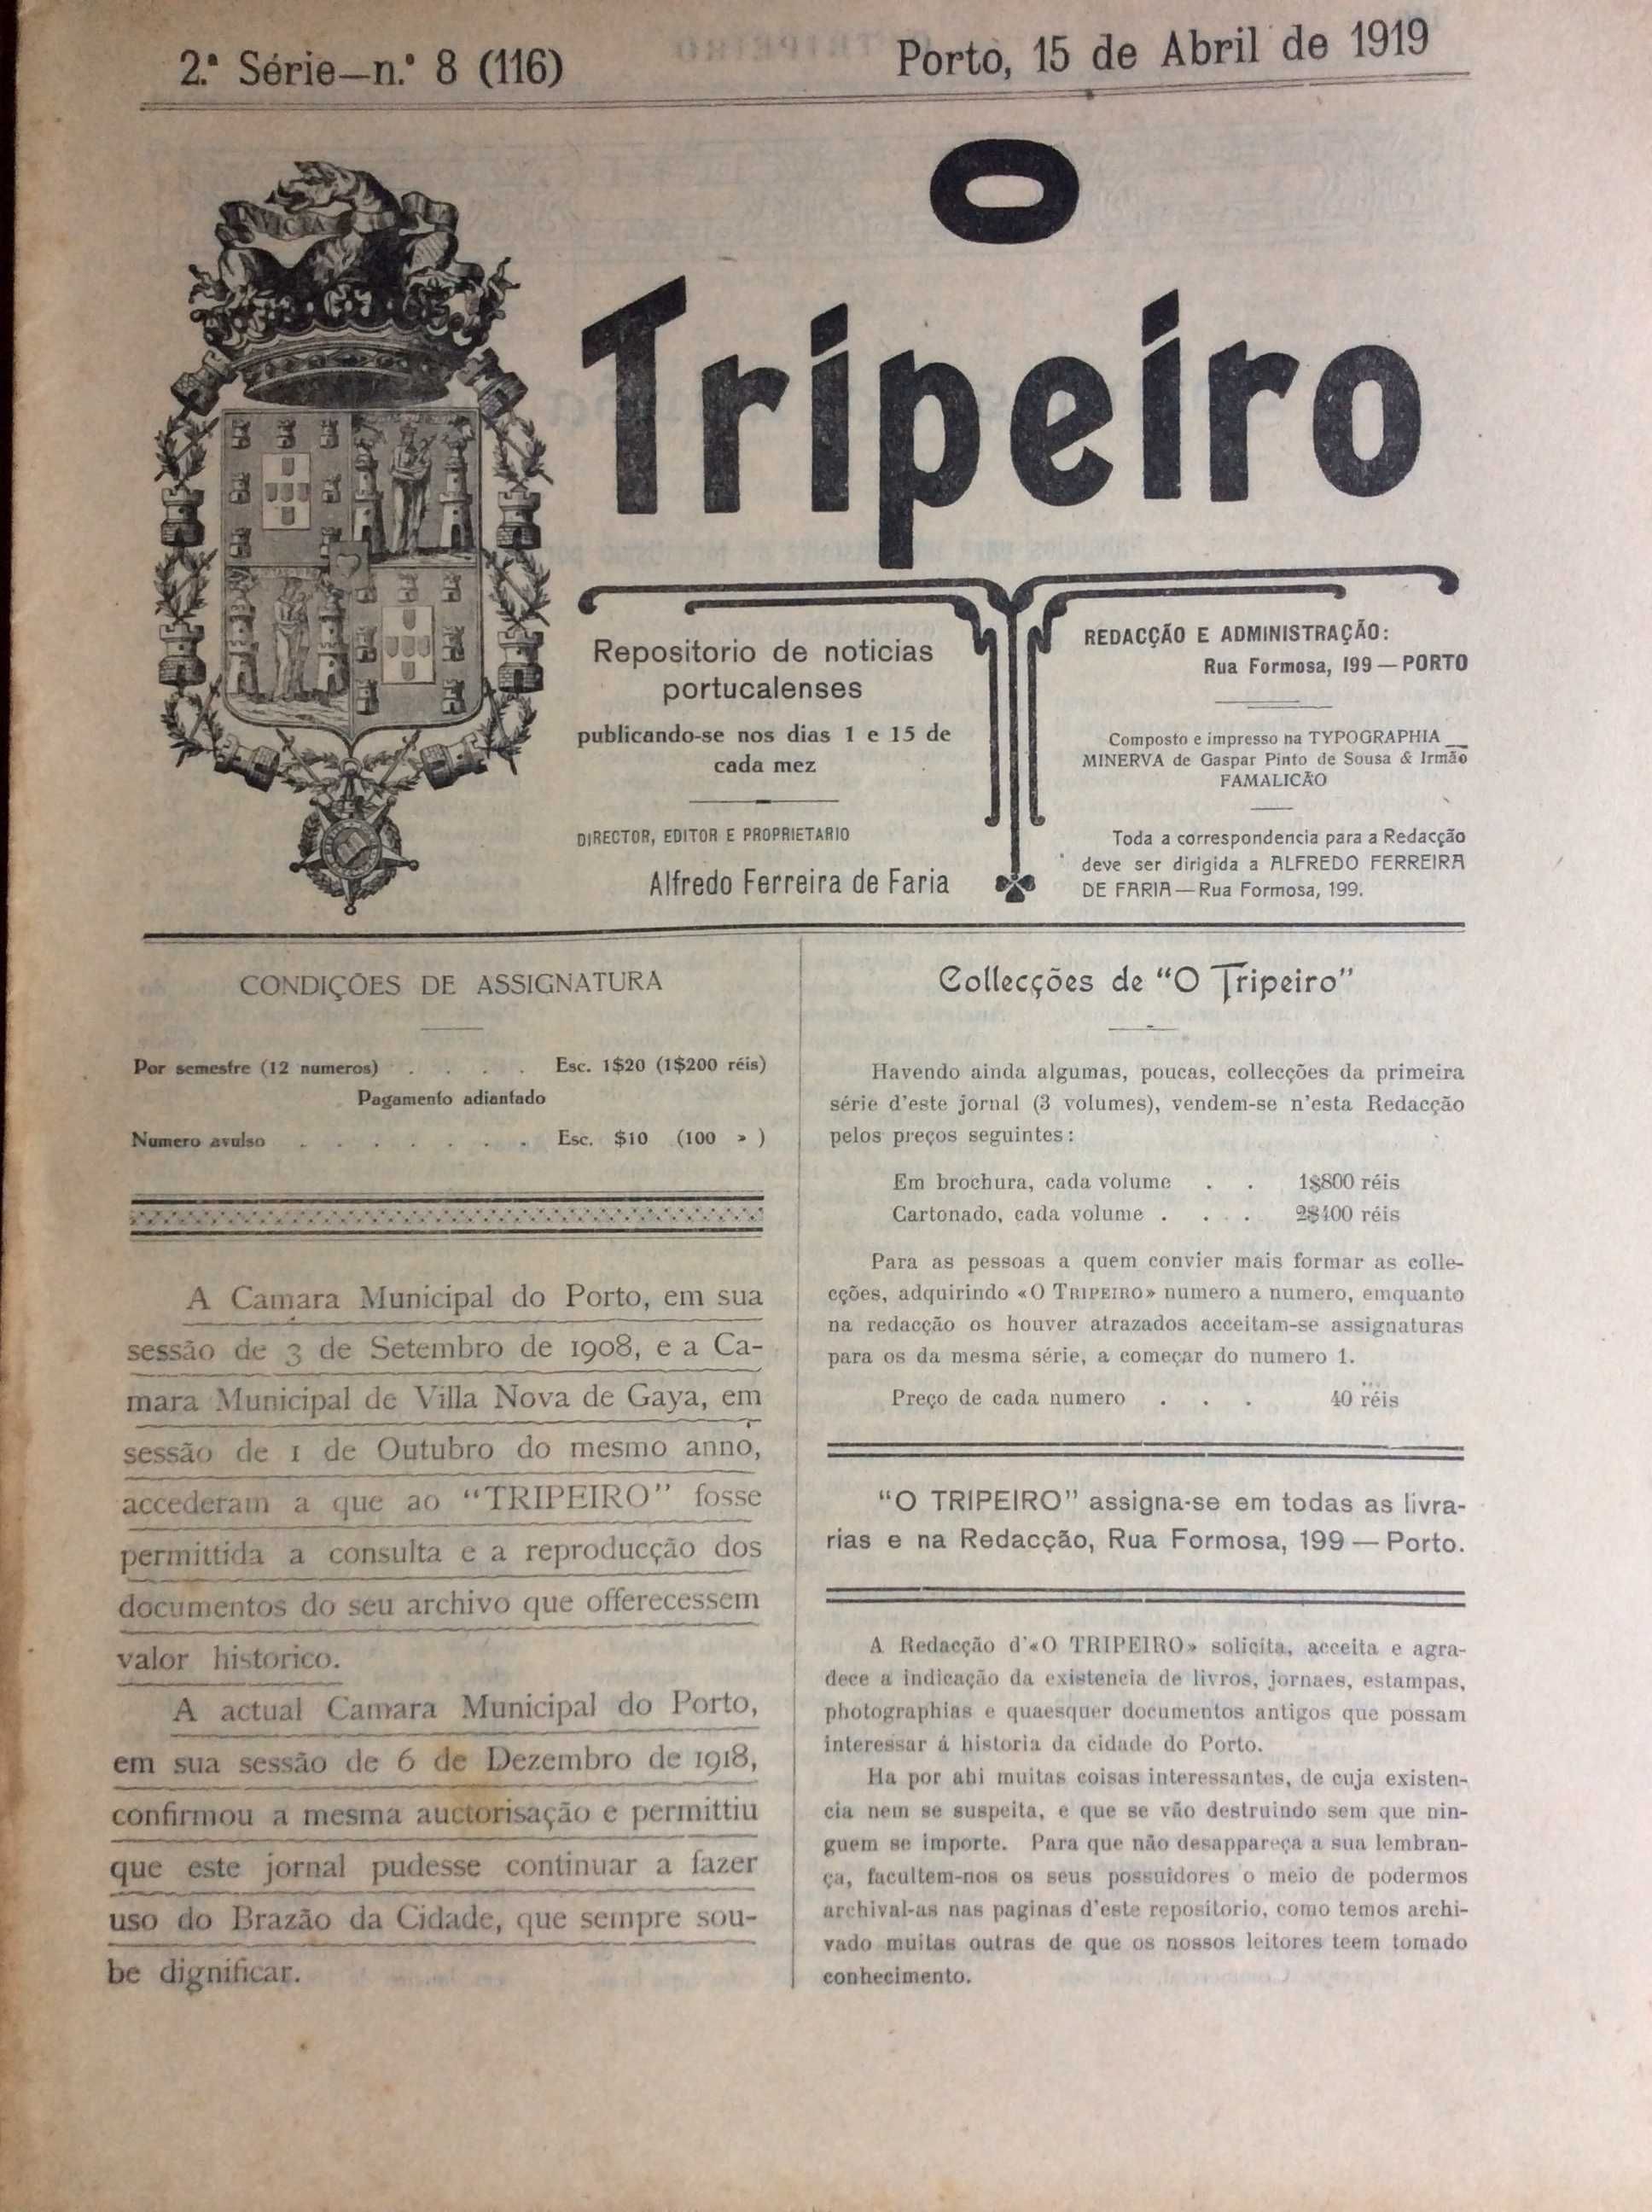 2.ª Série—n.º 8 (116)
Porto, 15 de Abril de 1919
O
Tripeiro
Repositorio de noticias
portucalenses
publicando-se nos dias 1 e 15 de
cada mez
DIRECTOR, EDITOR E PROPRIETARIO
Alfredo Ferreira de Faria
REDACÇÃO E ADMINISTRAÇÃO:
Rua Formosa, 199 — PORTO
Composto e impresso na TYPOGRAPHIA
MINERVA de Gaspar Pinto de Sousa & Irmão
FAMALICÃO
Toda a correspondencia para a Redacção
deve ser dirigida a ALFREDO FERREIRA
DE FARIA—Rua Formosa, 199.
CONDIÇÕES DE ASSIGNATURA
Por semestre (12 numeros) . . . . Esc. 1$20 (1$200 réis)
Pagamento adiantado
Numero avulso . . . . . . . Esc. $10 (100 » )
A Camara Municipal do Porto, em sua
sessão de 3 de Setembro de 1908, e a Ca-
mara Municipal de Villa Nova de Gaya, em
sessão de 1 de Outubro do mesmo anno,
accederam a que ao “TRIPEIRO” fosse
permittida a consulta e a reproducção dos
documentos do seu archivo que offerecessem
valor historico.
A actual Camara Municipal do Porto,
em sua sessão de 6 de Dezembro de 1918,
confirmou a mesma auctorisação e permittiu
que este jornal pudesse continuar a fazer
uso do Brazão da Cidade, que sempre sou-
be dignificar.
Collecções de “O Tripeiro”
Havendo ainda algumas, poucas, collecções da primeira
série d'este jornal (3 volumes), vendem-se n'esta Redacção
pelos preços seguintes:
Em brochura, cada volume . . 1$800 réis
Cartonado, cada volume . . . 2$400 réis
Para as pessoas a quem convier mais formar as colle-
cções, adquirindo «O TRIPEIRO» numero a numero, emquanto
na redacção os houver atrazados acceitam-se assignaturas
para os da mesma série, a começar do numero 1.
Preço de cada numero . . . 40 réis
“O TRIPEIRO” assigna-se em todas as livra-
rias e na Redacção, Rua Formosa, 199 — Porto.
A Redacção d'«O TRIPEIRO» solicita, acceita e agra-
dece a indicação da existencia de livros, jornaes, estampas,
photographias e quaesquer documentos antigos que possam
interessar á historia da cidade do Porto.
Ha por ahi muitas coisas interessantes, de cuja existen-
cia nem se suspeita, e que se vão destruindo sem que nin-
guem se importe. Para que não desappareça a sua lembran-
ça, facultem-nos os seus possuidores o meio de podermos
archival-as nas paginas d'este repositorio, como temos archi-
vado muitas outras de que os nossos leitores teem tomado
conhecimento.